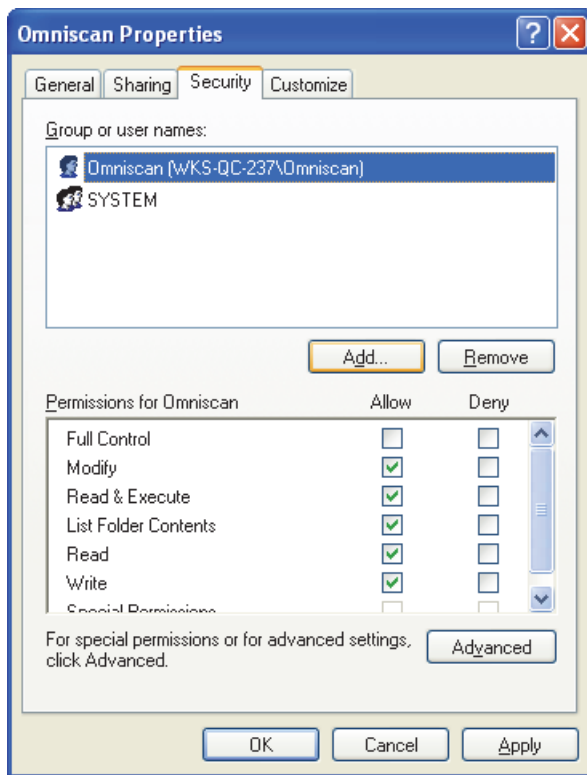 Omniscan Properties
General Sharing Security Customize
Group or user names:
Omniscan (WKS-QC-237\Omniscan)
SYSTEM
Add... Remove
Permissions for Omniscan Allow Deny
Full Control
Modify
Read & Execute
List Folder Contents
Read
Write
Special Permissions
For special permissions or for advanced settings, Advanced
click Advanced.
OK Cancel Apply